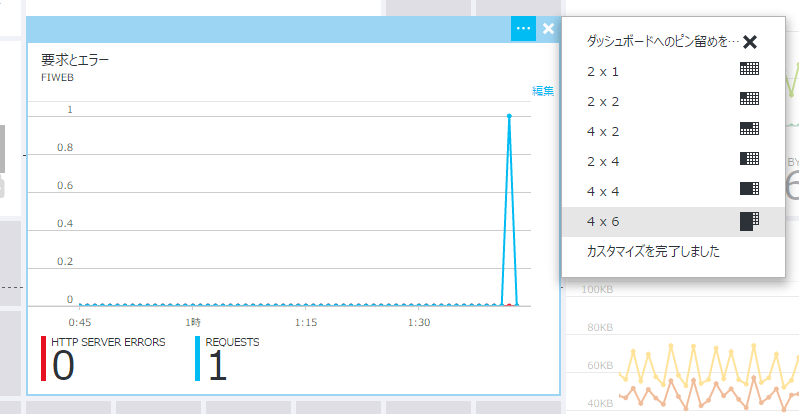 要求とエラー
FIWEB
編集
1
0.8
0.6
0.4
0.2
0
0:45
1時
1:15
1:30
HTTP SERVER ERRORS
0
REQUESTS
1
ダッシュボードへのピン留めを…
2 x 1
2 x 2
4 x 2
2 x 4
4 x 4
4 x 6
カスタマイズを完了しました
BY
6
100KB
80KB
60KB
40KB